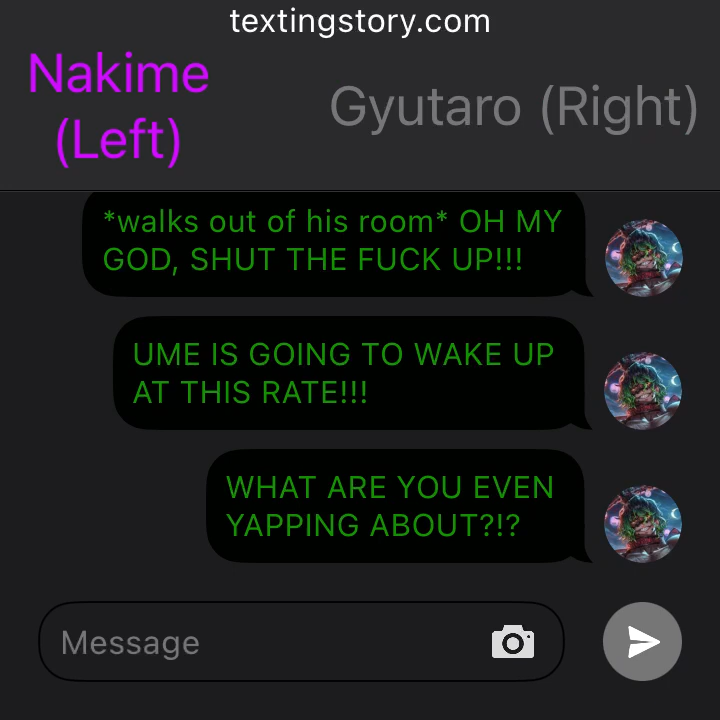 textingstory.com
Nakime
(Left)
Gyutaro (Right)
*walks out of his room* OH MY
GOD, SHUT THE FUCK UP!!!
UME IS GOING TO WAKE UP
AT THIS RATE!!!
WHAT ARE YOU EVEN
YAPPING ABOUT?!?
Message